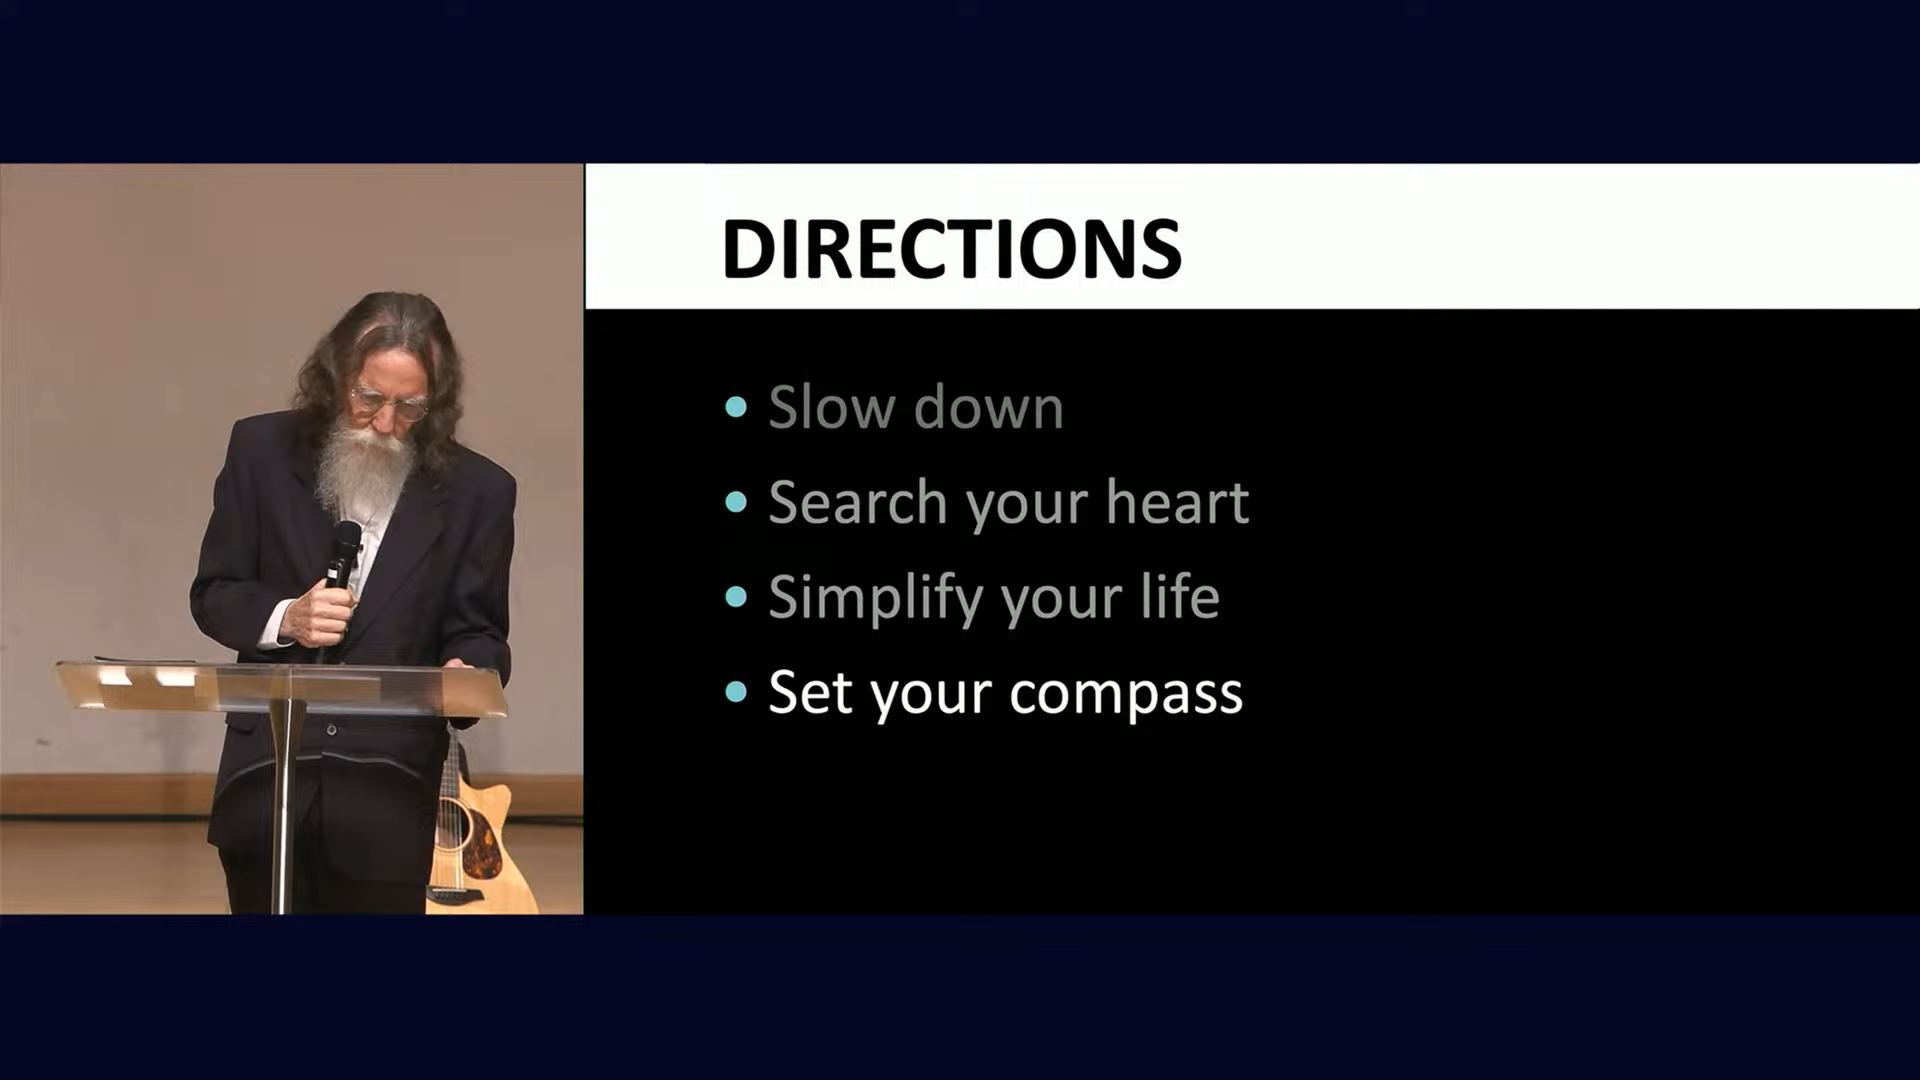 DIRECTIONS
• Slow down
• Search your heart
• Simplify your life
• Set your compass